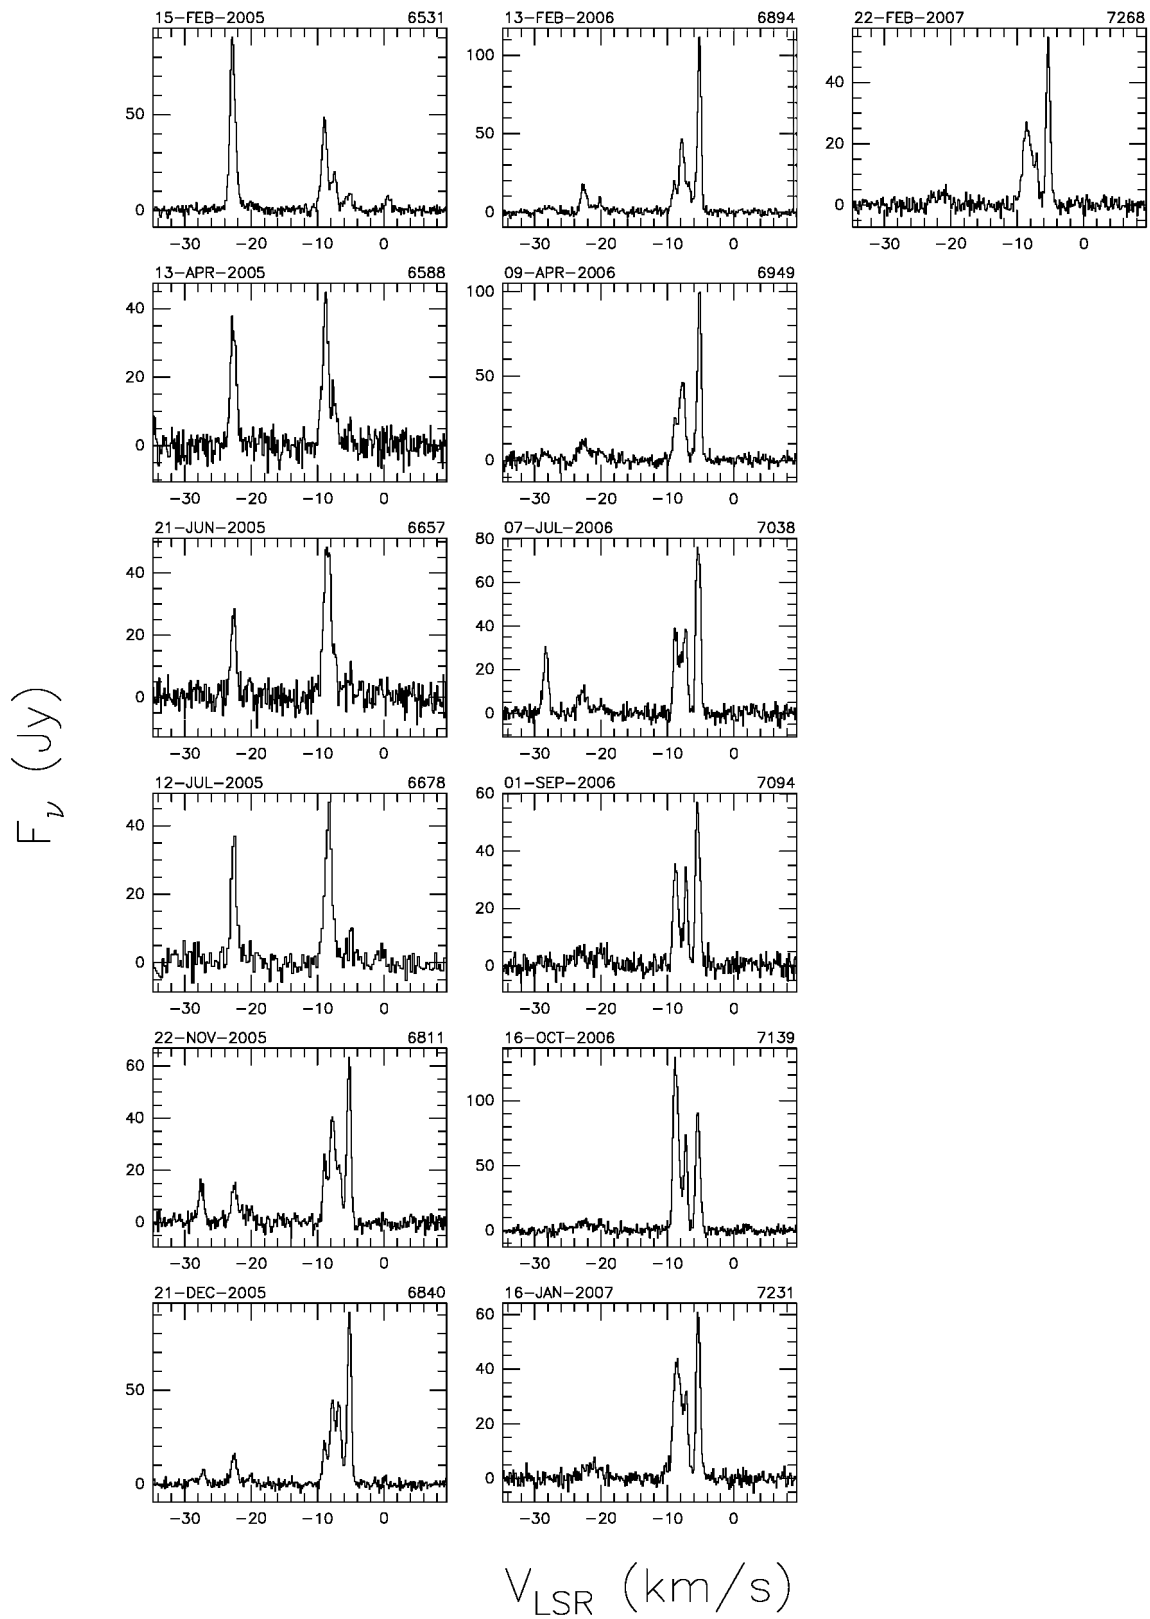 15-FEB-2005 6531
50
0
-30 -20 -10 0
13-APR-2005 6588
40
20
0
-30 -20 -10 0
21-JUN-2005 6657
40
20
0
-30 -20 -10 0
12-JUL-2005 6678
40
20
0
-30 -20 -10 0
22-NOV-2005 6811
60
40
20
0
-30 -20 -10 0
21-DEC-2005 6840
50
0
-30 -20 -10 0
13-FEB-2006 6894
100
50
0
-30 -20 -10 0
09-APR-2006 6949
100
50
0
-30 -20 -10 0
07-JUL-2006 7038
80
60
40
20
0
-30 -20 -10 0
01-SEP-2006 7094
60
40
20
0
-30 -20 -10 0
16-OCT-2006 7139
100
50
0
-30 -20 -10 0
16-JAN-2007 7231
60
40
20
0
-30 -20 -10 0
22-FEB-2007 7268
40
20
0
-30 -20 -10 0
Fν (Jy)
VLSR (km/s)